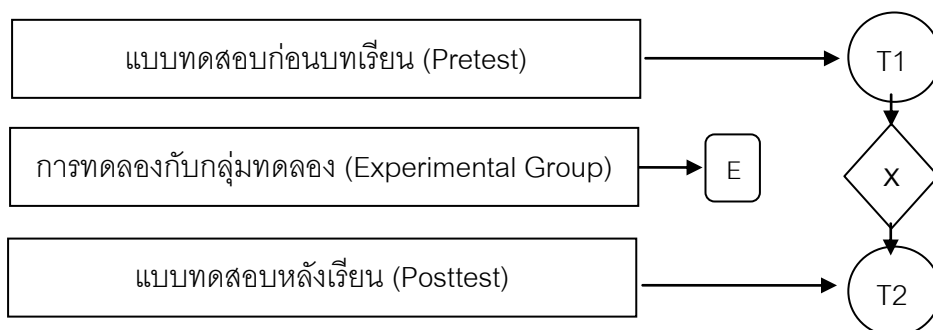 แบบทดสอบก่อนบทเรียน (Pretest)
T1
การทดลองกับกลุ่มทดลอง (Experimental Group)
E
X
แบบทดสอบหลังเรียน (Posttest)
T2